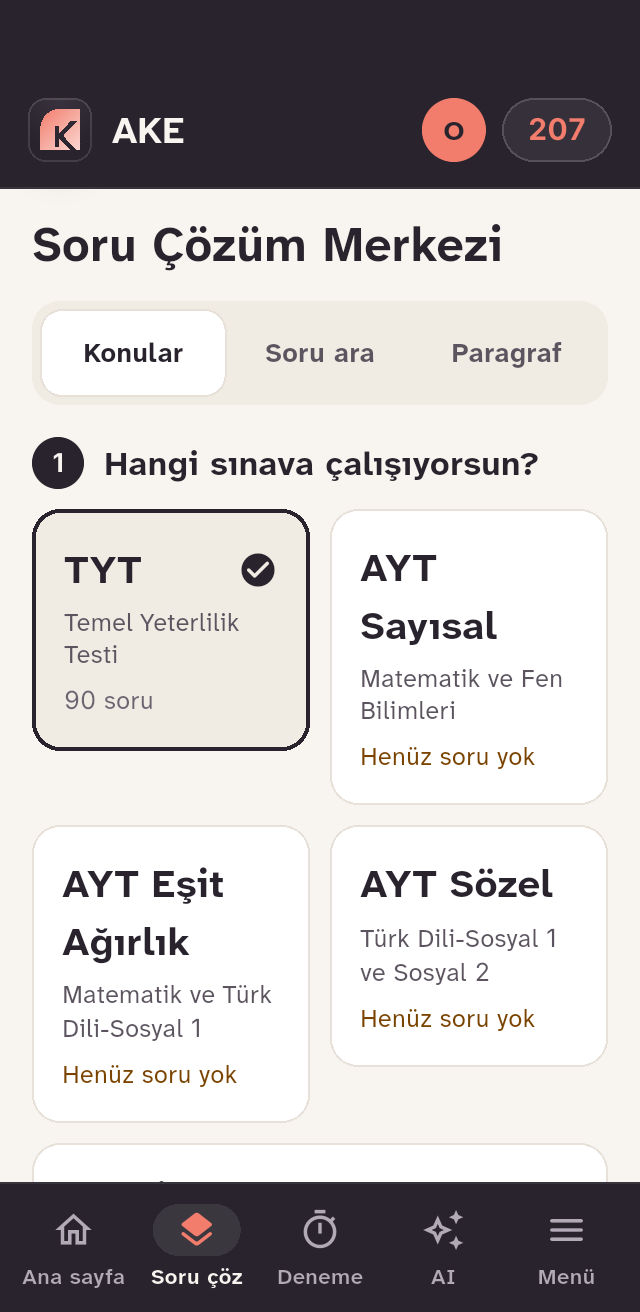 K
AKE
O
207
Soru Çözüm Merkezi
Konular
Soru ara
Paragraf
1
Hangi sınava çalışıyorsun?
TYT
Temel Yeterlilik
Testi
90 soru
AYT
Sayısal
Matematik ve Fen
Bilimleri
Henüz soru yok
AYT Eşit
Ağırlık
Matematik ve Türk
Dili-Sosyal 1
Henüz soru yok
AYT Sözel
Türk Dili-Sosyal 1
ve Sosyal 2
Henüz soru yok
Ana sayfa
Soru çöz
Deneme
AI
Menü